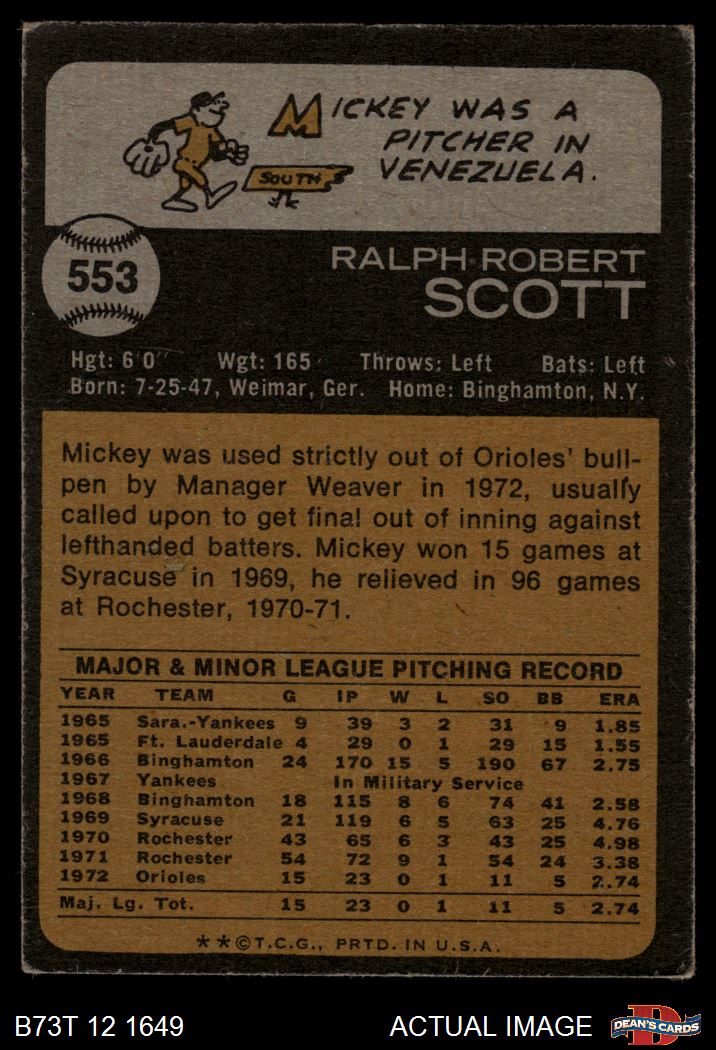 MICKEY WAS A
PITCHER IN
VENEZUELA.
SOUTH
553
RALPH ROBERT
SCOTT
Hgt: 6'0" Wgt: 165 Throws: Left Bats: Left
Born: 7-25-47, Weimar, Ger. Home: Binghamton, N.Y.
Mickey was used strictly out of Orioles' bull-
pen by Manager Weaver in 1972, usually
called upon to get final out of inning against
lefthanded batters. Mickey won 15 games at
Syracuse in 1969, he relieved in 96 games
at Rochester, 1970-71.
MAJOR & MINOR LEAGUE PITCHING RECORD
YEAR TEAM G IP W L SO BB ERA
1965 Sara.-Yankees 9 39 3 2 31 9 1.85
1965 Ft. Lauderdale 4 29 0 1 29 15 1.55
1966 Binghamton 24 170 15 5 190 67 2.75
1967 Yankees In Military Service
1968 Binghamton 18 115 8 6 74 41 2.58
1969 Syracuse 21 119 6 5 63 25 4.76
1970 Rochester 43 65 6 3 43 25 4.98
1971 Rochester 54 72 9 1 54 24 3.38
1972 Orioles 15 23 0 1 11 5 2.74
Maj. Lg. Tot. 15 23 0 1 11 5 2.74
**©T.C.G., PRTD. IN U.S.A.
B73T 12 1649 ACTUAL IMAGE D DEAN'S CARDS